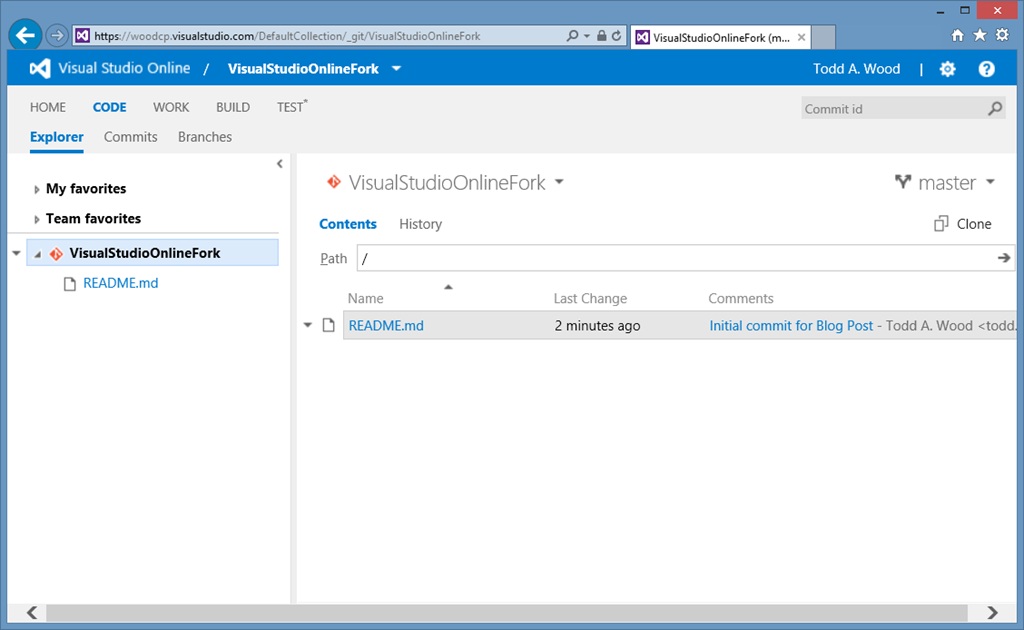 https://woodcp.visualstudio.com/DefaultCollection/_git/VisualStudioOnlineFork
VisualStudioOnlineFork (m...
Visual Studio Online / VisualStudioOnlineFork
Todd A. Wood |
HOME CODE WORK BUILD TEST*
Commit id
Explorer Commits Branches
My favorites
Team favorites
VisualStudioOnlineFork
README.md
VisualStudioOnlineFork
master
Contents History
Clone
Path /
Name Last Change Comments
README.md 2 minutes ago Initial commit for Blog Post - Todd A. Wood <todd.